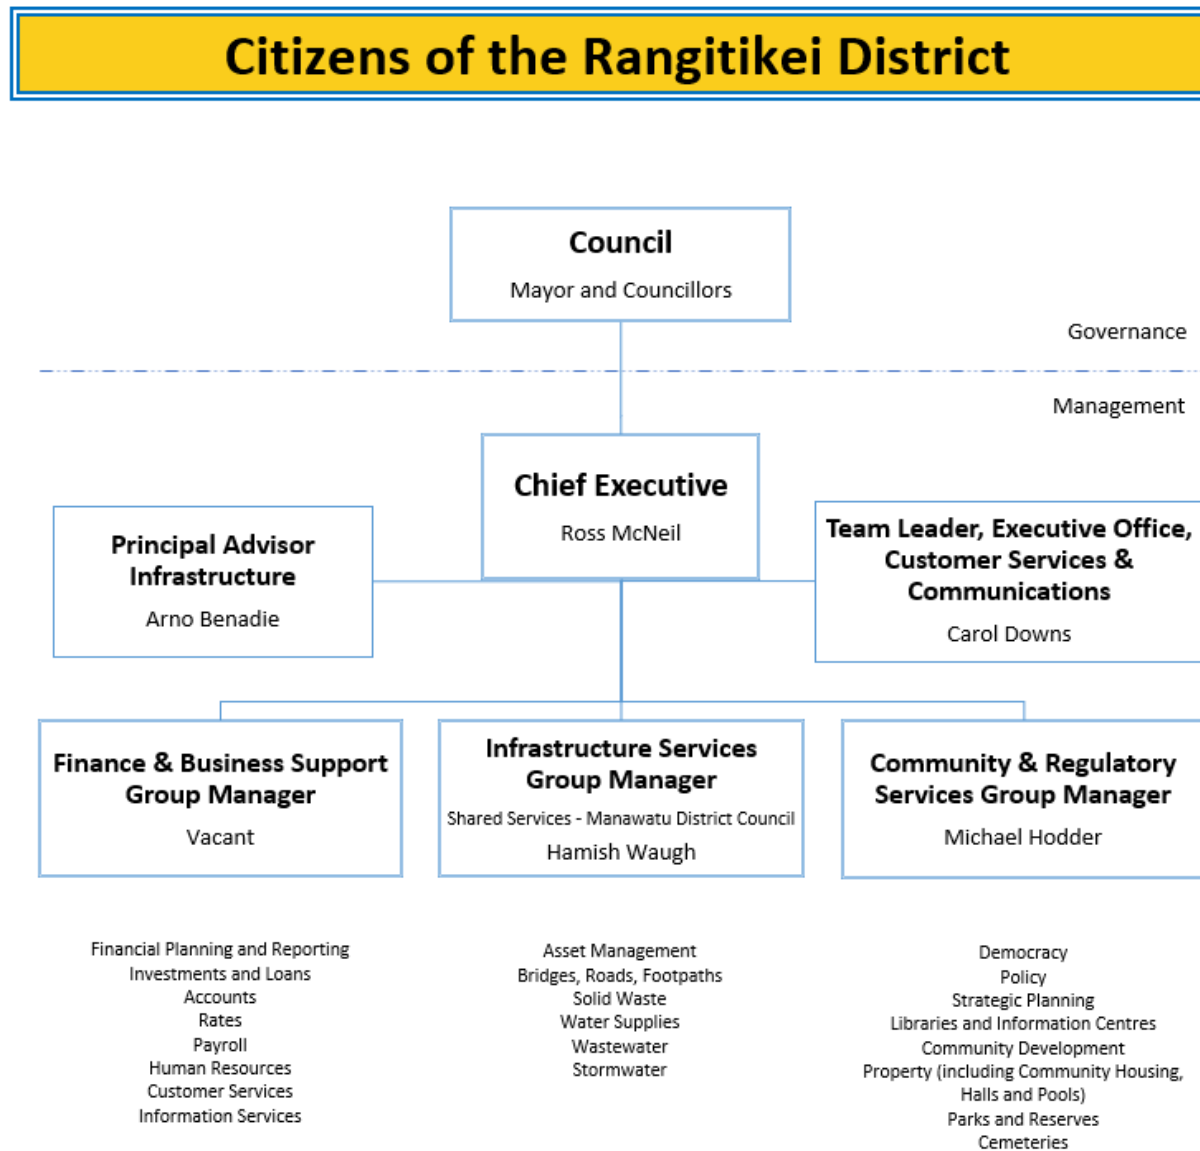 Citizens of the Rangitikei District
Council
Mayor and Councillors
Governance
Management
Chief Executive
Ross McNeil
Principal Advisor
Infrastructure
Arno Benadie
Team Leader, Executive Office,
Customer Services &
Communications
Carol Downs
Finance & Business Support
Group Manager
Vacant
Infrastructure Services
Group Manager
Shared Services - Manawatu District Council
Hamish Waugh
Community & Regulatory
Services Group Manager
Michael Hodder
Financial Planning and Reporting
Investments and Loans
Accounts
Rates
Payroll
Human Resources
Customer Services
Information Services
Asset Management
Bridges, Roads, Footpaths
Solid Waste
Water Supplies
Wastewater
Stormwater
Democracy
Policy
Strategic Planning
Libraries and Information Centres
Community Development
Property (including Community Housing,
Halls and Pools)
Parks and Reserves
Cemeteries